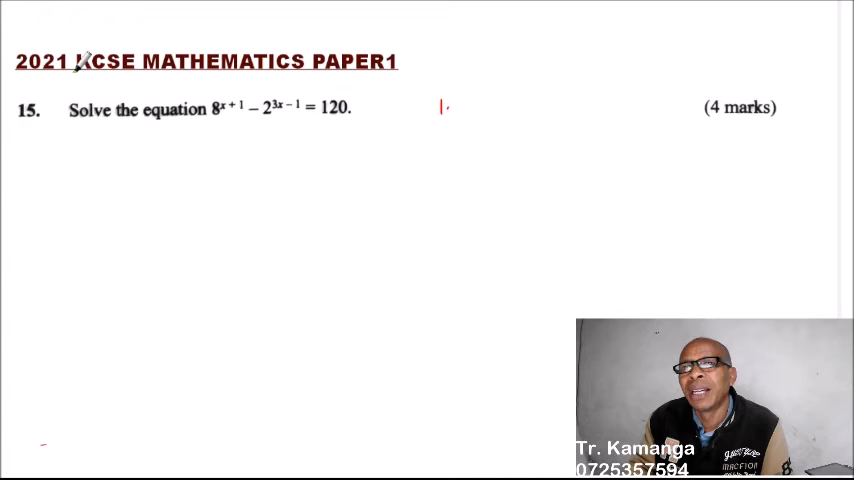 2021 KCSE MATHEMATICS PAPER1
15. Solve the equation 8^{x+1} – 2^{3x–1} = 120. (4 marks)
Tr. Kamanga
0725357594